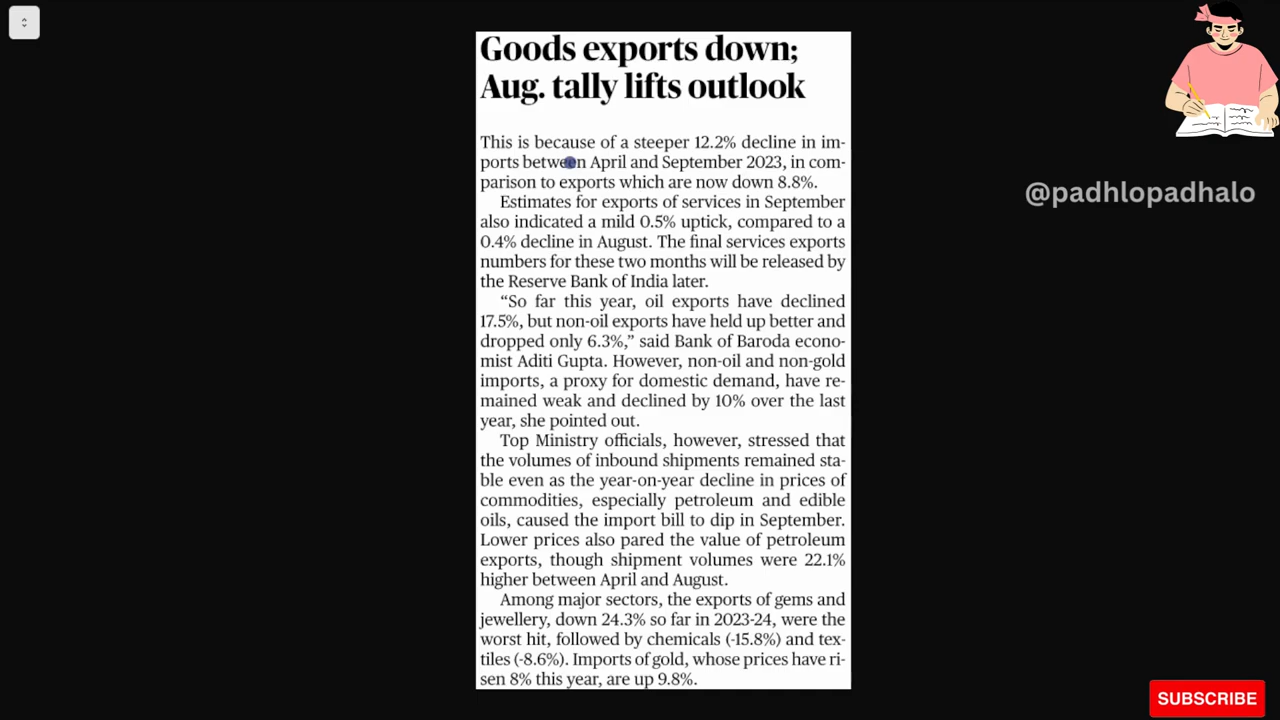 Goods exports down;
Aug. tally lifts outlook
This is because of a steeper 12.2% decline in im-
ports between April and September 2023, in com-
parison to exports which are now down 8.8%.
Estimates for exports of services in September
also indicated a mild 0.5% uptick, compared to a
0.4% decline in August. The final services exports
numbers for these two months will be released by
the Reserve Bank of India later.
“So far this year, oil exports have declined
17.5%, but non-oil exports have held up better and
dropped only 6.3%,” said Bank of Baroda econo-
mist Aditi Gupta. However, non-oil and non-gold
imports, a proxy for domestic demand, have re-
mained weak and declined by 10% over the last
year, she pointed out.
Top Ministry officials, however, stressed that
the volumes of inbound shipments remained sta-
ble even as the year-on-year decline in prices of
commodities, especially petroleum and edible
oils, caused the import bill to dip in September.
Lower prices also pared the value of petroleum
exports, though shipment volumes were 22.1%
higher between April and August.
Among major sectors, the exports of gems and
jewellery, down 24.3% so far in 2023-24, were the
worst hit, followed by chemicals (-15.8%) and tex-
tiles (-8.6%). Imports of gold, whose prices have ri-
sen 8% this year, are up 9.8%.
@padhlopadhalo
SUBSCRIBE